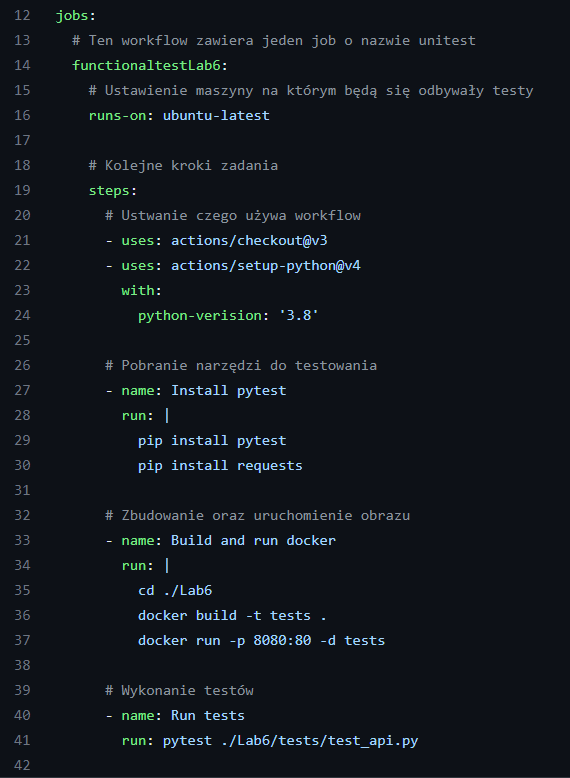 12 jobs:
13 # Ten workflow zawiera jeden job o nazwie unitest
14 functionaltestLab6:
15 # Ustawienie maszyny na którym będą się odbywały testy
16 runs-on: ubuntu-latest
17
18 # Kolejne kroki zadania
19 steps:
20 # Ustwanie czego używa workflow
21 - uses: actions/checkout@v3
22 - uses: actions/setup-python@v4
23 with:
24 python-verision: '3.8'
25
26 # Pobranie narzędzi do testowania
27 - name: Install pytest
28 run: |
29 pip install pytest
30 pip install requests
31
32 # Zbudowanie oraz uruchomienie obrazu
33 - name: Build and run docker
34 run: |
35 cd ./Lab6
36 docker build -t tests .
37 docker run -p 8080:80 -d tests
38
39 # Wykonanie testów
40 - name: Run tests
41 run: pytest ./Lab6/tests/test_api.py
42